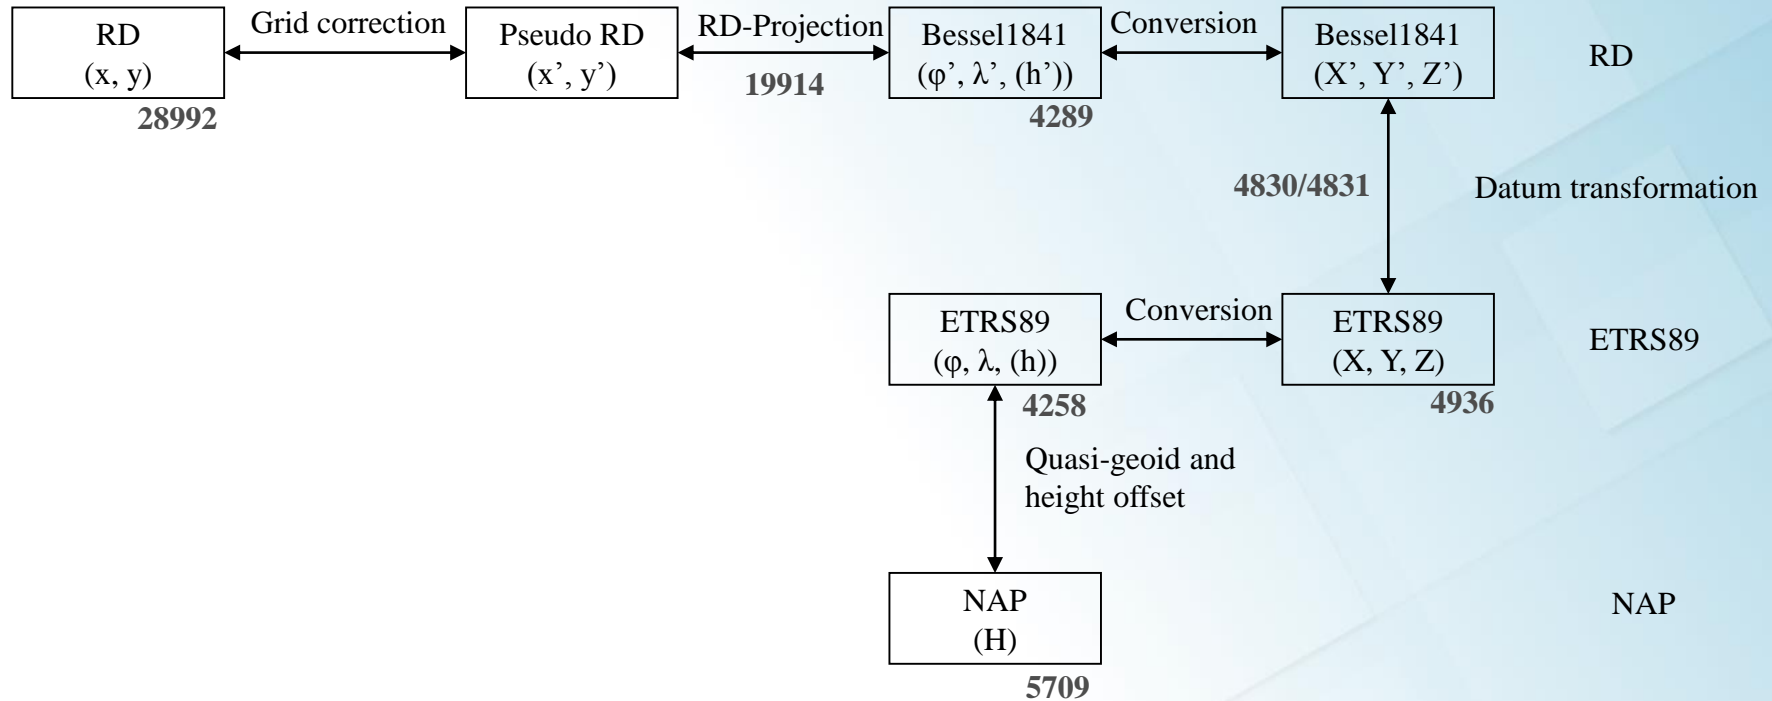 RD
(x, y)
28992
Grid correction
Pseudo RD
(x’, y’)
RD-Projection
19914
Bessel1841
(φ’, λ’, (h’))
4289
Conversion
Bessel1841
(X’, Y’, Z’)
RD
4830/4831
Datum transformation
ETRS89
(φ, λ, (h))
4258
Conversion
ETRS89
(X, Y, Z)
4936
ETRS89
Quasi-geoid and
height offset
NAP
(H)
5709
NAP